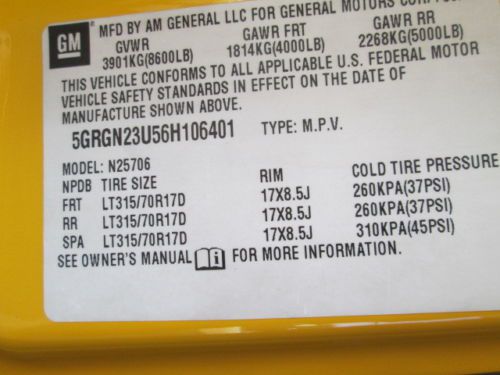 GM
MFD BY AM GENERAL LLC FOR GENERAL MOTORS
GVWR GAWR FRT GAWR RR
3901KG(8600LB) 1814KG(4000LB) 2268KG(5000LB)
THIS VEHICLE CONFORMS TO ALL APPLICABLE U.S. FEDERAL MOTOR
VEHICLE SAFETY STANDARDS IN EFFECT ON THE DATE OF
MANUFACTURE SHOWN ABOVE.
5GRGN23U56H106401 TYPE: M.P.V.
MODEL: N25706
NPDB TIRE SIZE RIM COLD TIRE PRESSURE
FRT LT315/70R17D 17X8.5J 260KPA(37PSI)
RR LT315/70R17D 17X8.5J 260KPA(37PSI)
SPA LT315/70R17D 17X8.5J 310KPA(45PSI)
SEE OWNER'S MANUAL FOR MORE INFORMATION.